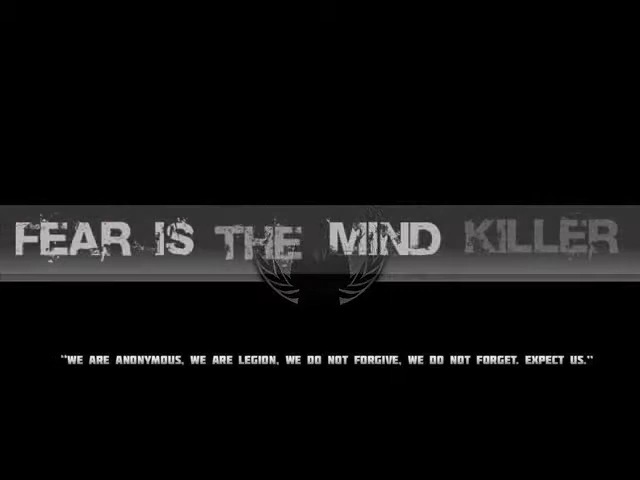 FEAR IS THE MIND KILLER
"WE ARE ANONYMOUS, WE ARE LEGION, WE DO NOT FORGIVE, WE DO NOT FORGET. EXPECT US."